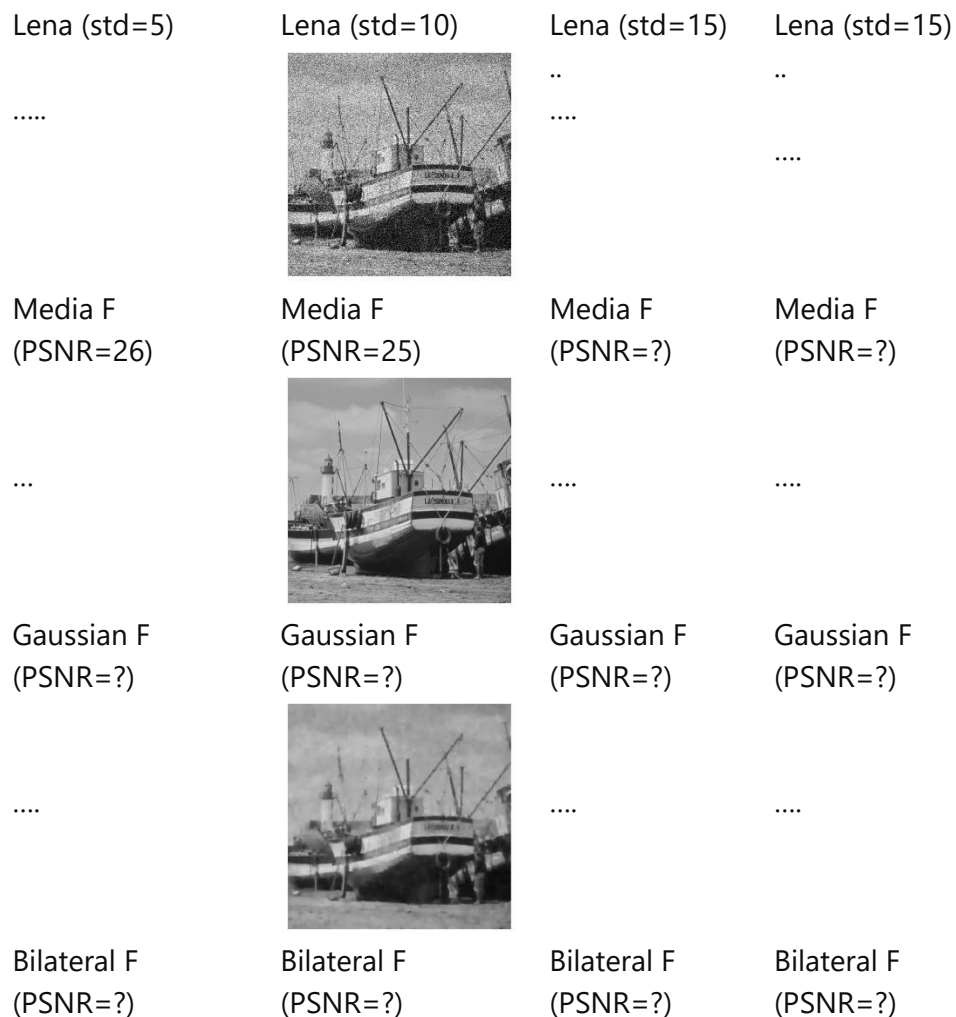 Lena (std=5) Lena (std=10) Lena (std=15) Lena (std=15)
.. ..
..... ....
....
Media F Media F Media F Media F
(PSNR=26) (PSNR=25) (PSNR=?) (PSNR=?)
... .... ....
Gaussian F Gaussian F Gaussian F Gaussian F
(PSNR=?) (PSNR=?) (PSNR=?) (PSNR=?)
.... .... ....
Bilateral F Bilateral F Bilateral F Bilateral F
(PSNR=?) (PSNR=?) (PSNR=?) (PSNR=?)